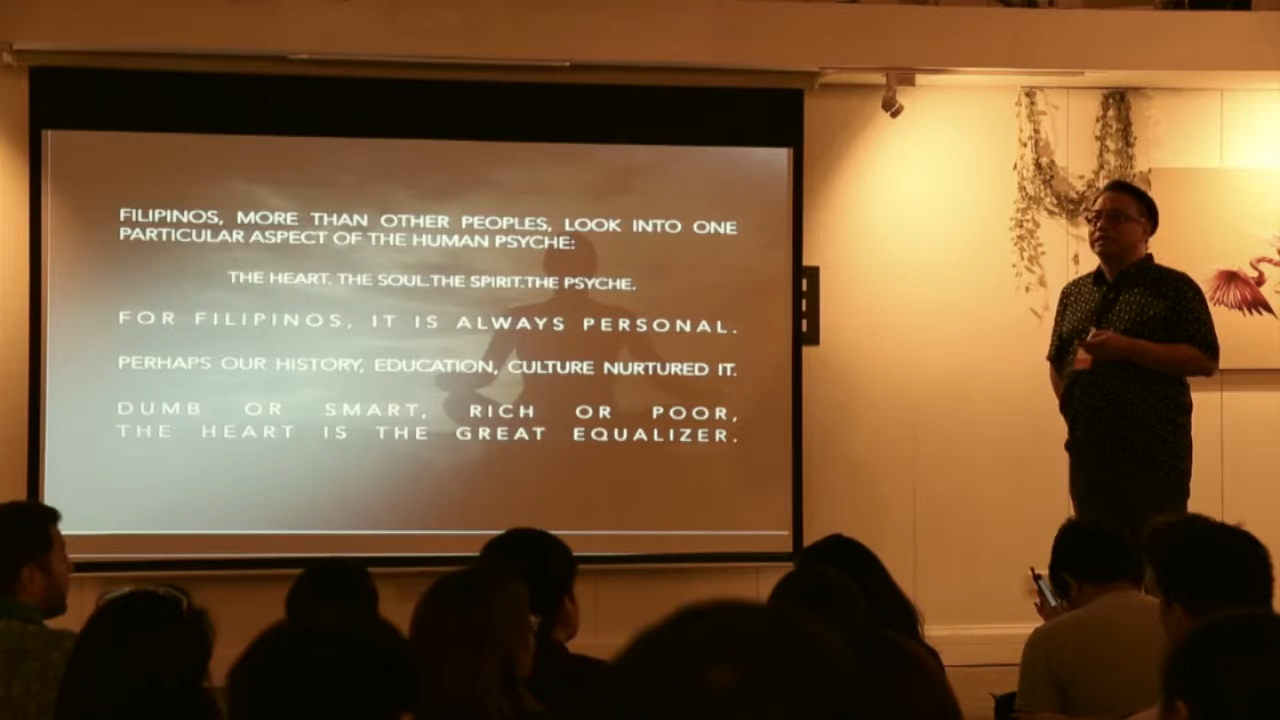 FILIPINOS, MORE THAN OTHER PEOPLES, LOOK INTO ONE
PARTICULAR ASPECT OF THE HUMAN PSYCHE:
THE HEART. THE SOUL.THE SPIRIT.THE PSYCHE.
FOR FILIPINOS, IT IS ALWAYS PERSONAL.
PERHAPS OUR HISTORY, EDUCATION, CULTURE NURTURED IT.
DUMB OR SMART, RICH OR POOR,
THE HEART IS THE GREAT EQUALIZER.